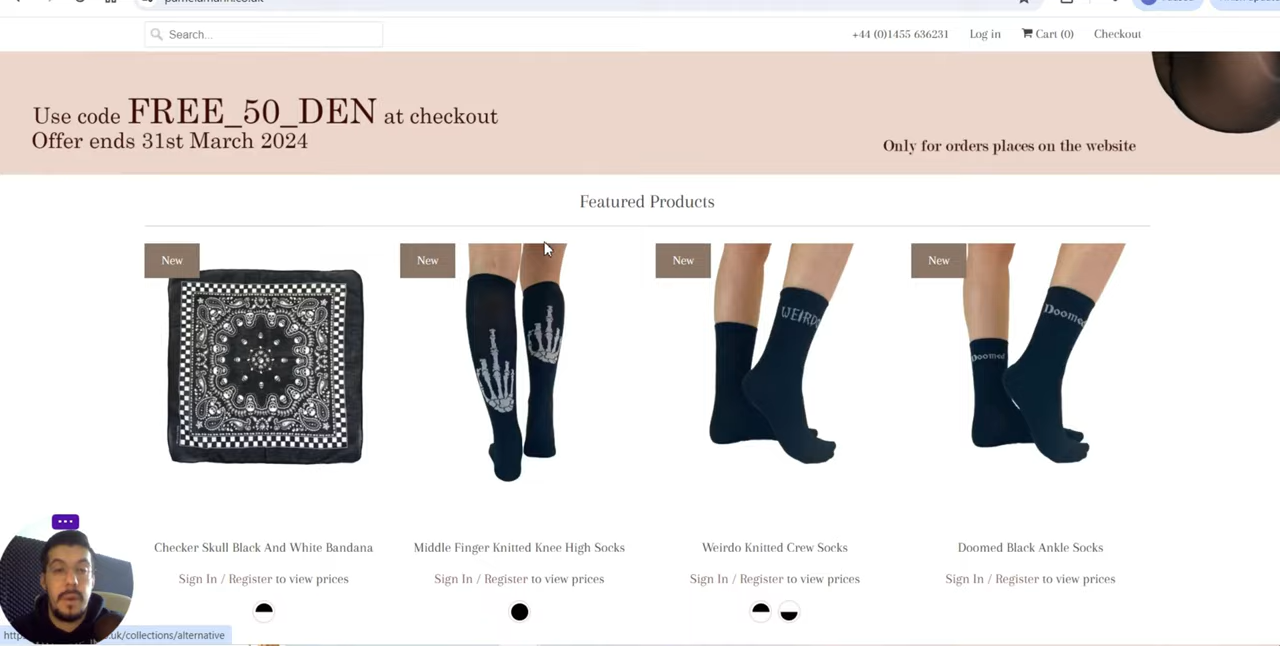 Search...
+44 (0)1455 636231 Log in Cart (0) Checkout
Use code FREE_50_DEN at checkout
Offer ends 31st March 2024
Only for orders places on the website
Featured Products
New
New
New
New
WEIRDO
Doomed
Doomed
Checker Skull Black And White Bandana
Middle Finger Knitted Knee High Socks
Weirdo Knitted Crew Socks
Doomed Black Ankle Socks
Sign In / Register to view prices
Sign In / Register to view prices
Sign In / Register to view prices
Sign In / Register to view prices
.uk/collections/alternative